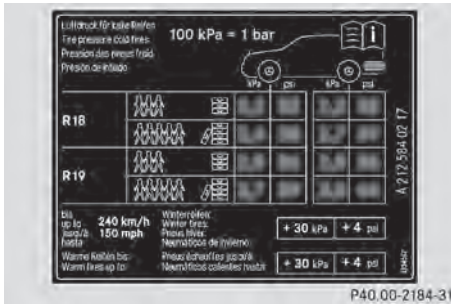 Luftdruck für kalte Reifen
Tire pressure cold tires
Pression des pneus froid
Presión de inflado
100 kPa = 1 bar
kPa psi kPa psi
R18
R19
A 212 584 02 17
bis
up to
jusqu'à
hasta
240 km/h
150 mph
Winterreifen:
Winter tires:
Pneus hiver:
Neumáticos de invierno:
+ 30 kPa + 4 psi
Warme Reifen bis:
Warm tires up to:
Pneus échauffés jusqu'à:
Neumáticos calientes hasta:
+ 30 kPa + 4 psi
P40.00-2184-31